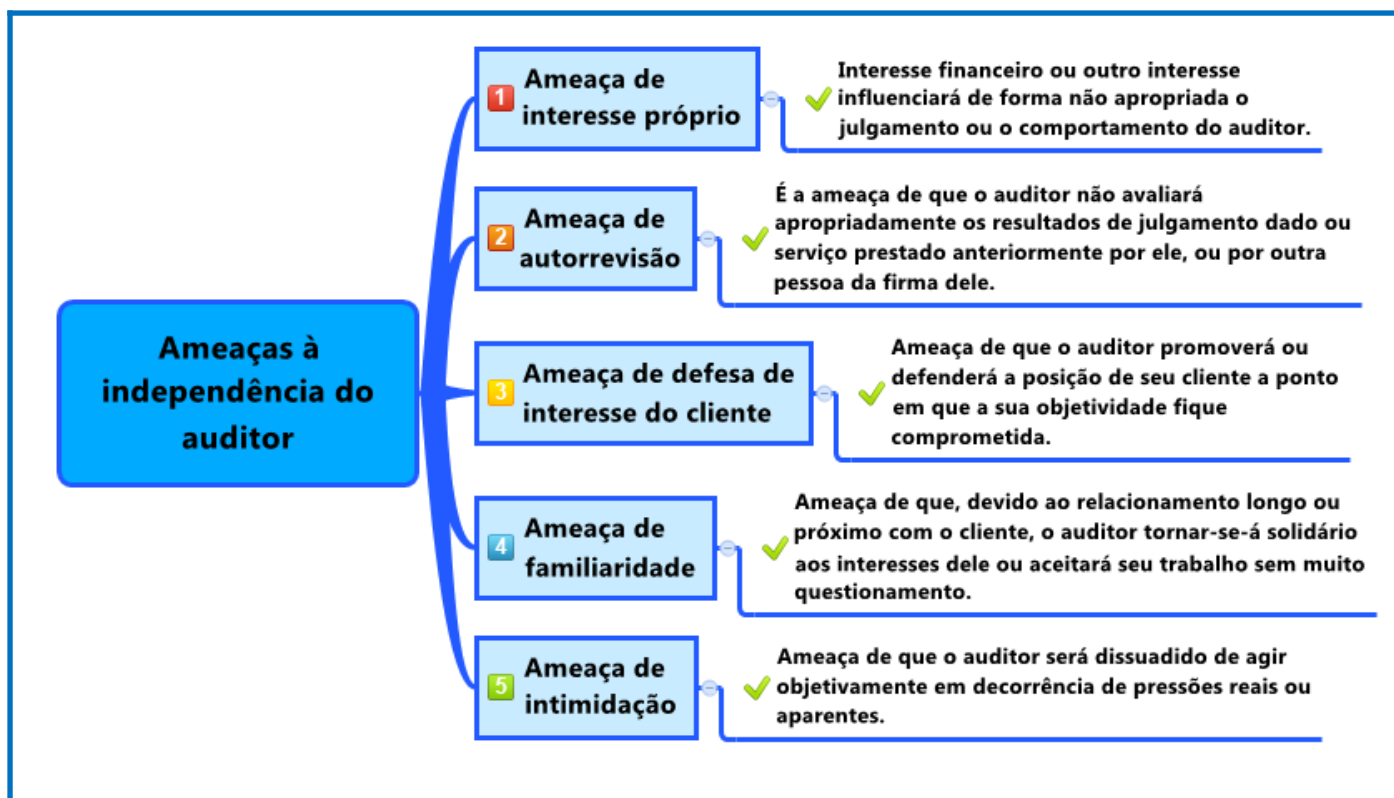 Ameaças à
independência do
auditor
1
Ameaça de
interesse próprio
Interesse financeiro ou outro interesse
influenciará de forma não apropriada o
julgamento ou o comportamento do auditor.
2
Ameaça de
autorrevisão
É a ameaça de que o auditor não avaliará
apropriadamente os resultados de julgamento dado ou
serviço prestado anteriormente por ele, ou por outra
pessoa da firma dele.
3
Ameaça de defesa de
interesse do cliente
Ameaça de que o auditor promoverá ou
defenderá a posição de seu cliente a ponto
em que a sua objetividade fique
comprometida.
4
Ameaça de
familiaridade
Ameaça de que, devido ao relacionamento longo ou
próximo com o cliente, o auditor tornar-se-á solidário
aos interesses dele ou aceitará seu trabalho sem muito
questionamento.
5
Ameaça de
intimidação
Ameaça de que o auditor será dissuadido de agir
objetivamente em decorrência de pressões reais ou
aparentes.